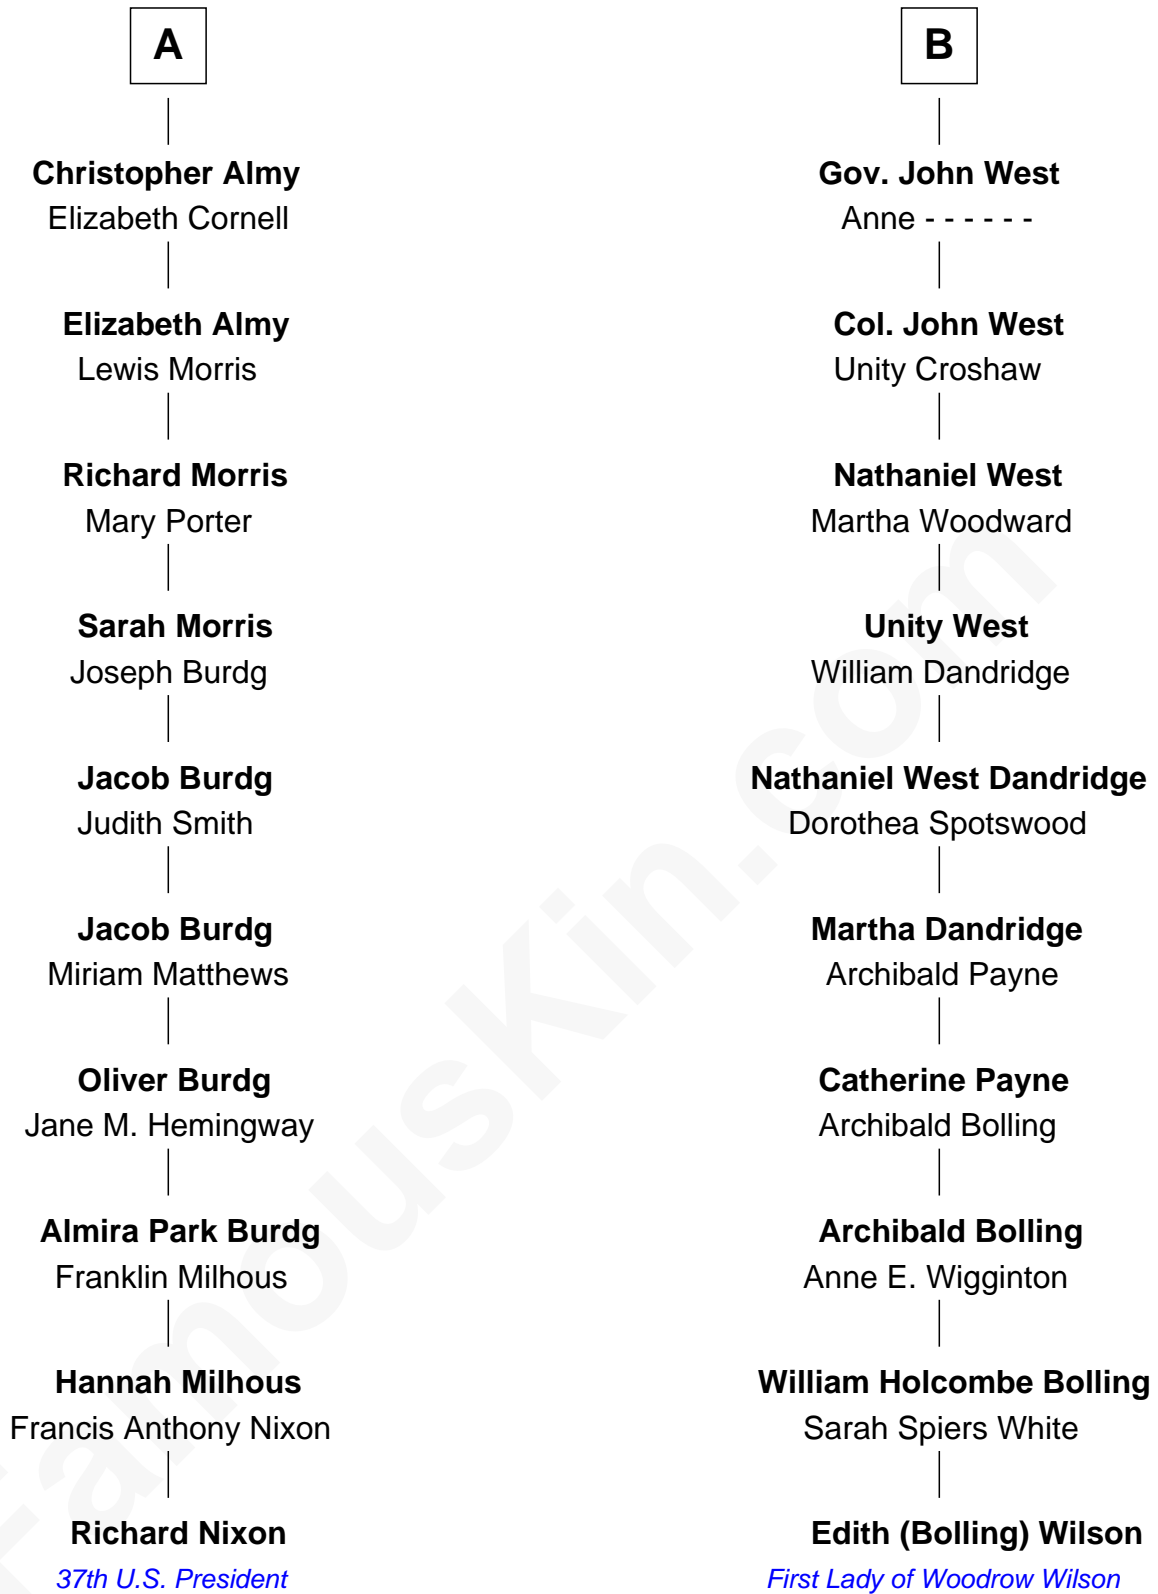 A
Christopher Almy
Elizabeth Cornell
Elizabeth Almy
Lewis Morris
Richard Morris
Mary Porter
Sarah Morris
Joseph Burdg
Jacob Burdg
Judith Smith
Jacob Burdg
Miriam Matthews
Oliver Burdg
Jane M. Hemingway
Almira Park Burdg
Franklin Milhous
Hannah Milhous
Francis Anthony Nixon
Richard Nixon
37th U.S. President
B
Gov. John West
Anne - - - - - -
Col. John West
Unity Croshaw
Nathaniel West
Martha Woodward
Unity West
William Dandridge
Nathaniel West Dandridge
Dorothea Spotswood
Martha Dandridge
Archibald Payne
Catherine Payne
Archibald Bolling
Archibald Bolling
Anne E. Wigginton
William Holcombe Bolling
Sarah Spiers White
Edith (Bolling) Wilson
First Lady of Woodrow Wilson
FamousKin.com